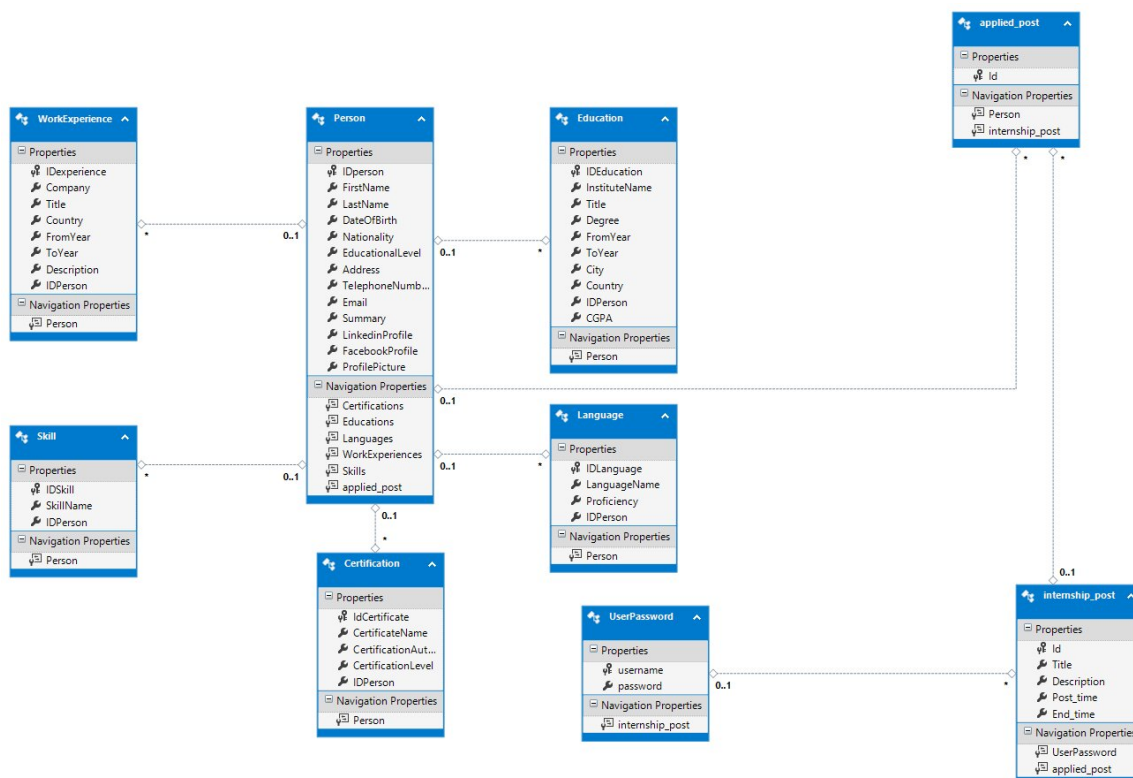 applied_post
Properties
Id
Navigation Properties
Person
internship_post
*
*
WorkExperience
Properties
IDexperience
Company
Title
Country
FromYear
ToYear
Description
IDPerson
Navigation Properties
Person
*
0..1
Person
Properties
IDperson
FirstName
LastName
DateOfBirth
Nationality
EducationalLevel
Address
TelephoneNumb...
Email
Summary
LinkedinProfile
FacebookProfile
ProfilePicture
Navigation Properties
Certifications
Educations
Languages
WorkExperiences
Skills
applied_post
0..1
*
Education
Properties
IDEducation
InstituteName
Title
Degree
FromYear
ToYear
City
Country
IDPerson
CGPA
Navigation Properties
Person
0..1
Skill
Properties
IDSkill
SkillName
IDPerson
Navigation Properties
Person
*
0..1
0..1
*
Language
Properties
IDLanguage
LanguageName
Proficiency
IDPerson
Navigation Properties
Person
0..1
*
Certification
Properties
IdCertificate
CertificateName
CertificationAut...
CertificationLevel
IDPerson
Navigation Properties
Person
UserPassword
Properties
username
password
Navigation Properties
internship_post
0..1
*
0..1
internship_post
Properties
Id
Title
Description
Post_time
End_time
Navigation Properties
UserPassword
applied_post